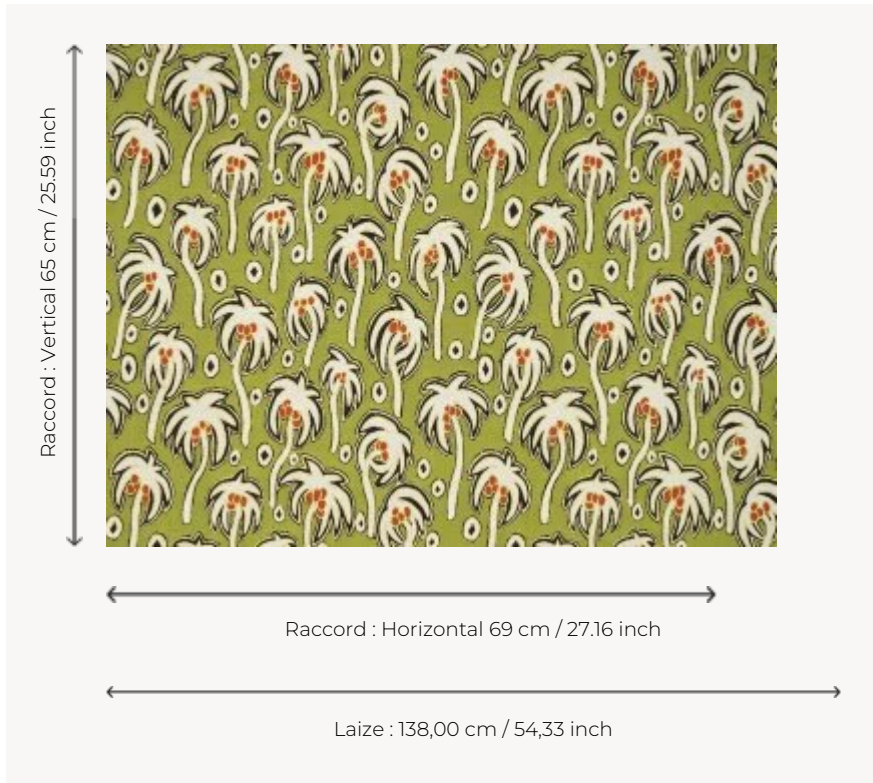 Raccord : Vertical 65 cm / 25.59 inch
Raccord : Horizontal 69 cm / 27.16 inch
Laize : 138,00 cm / 54,33 inch